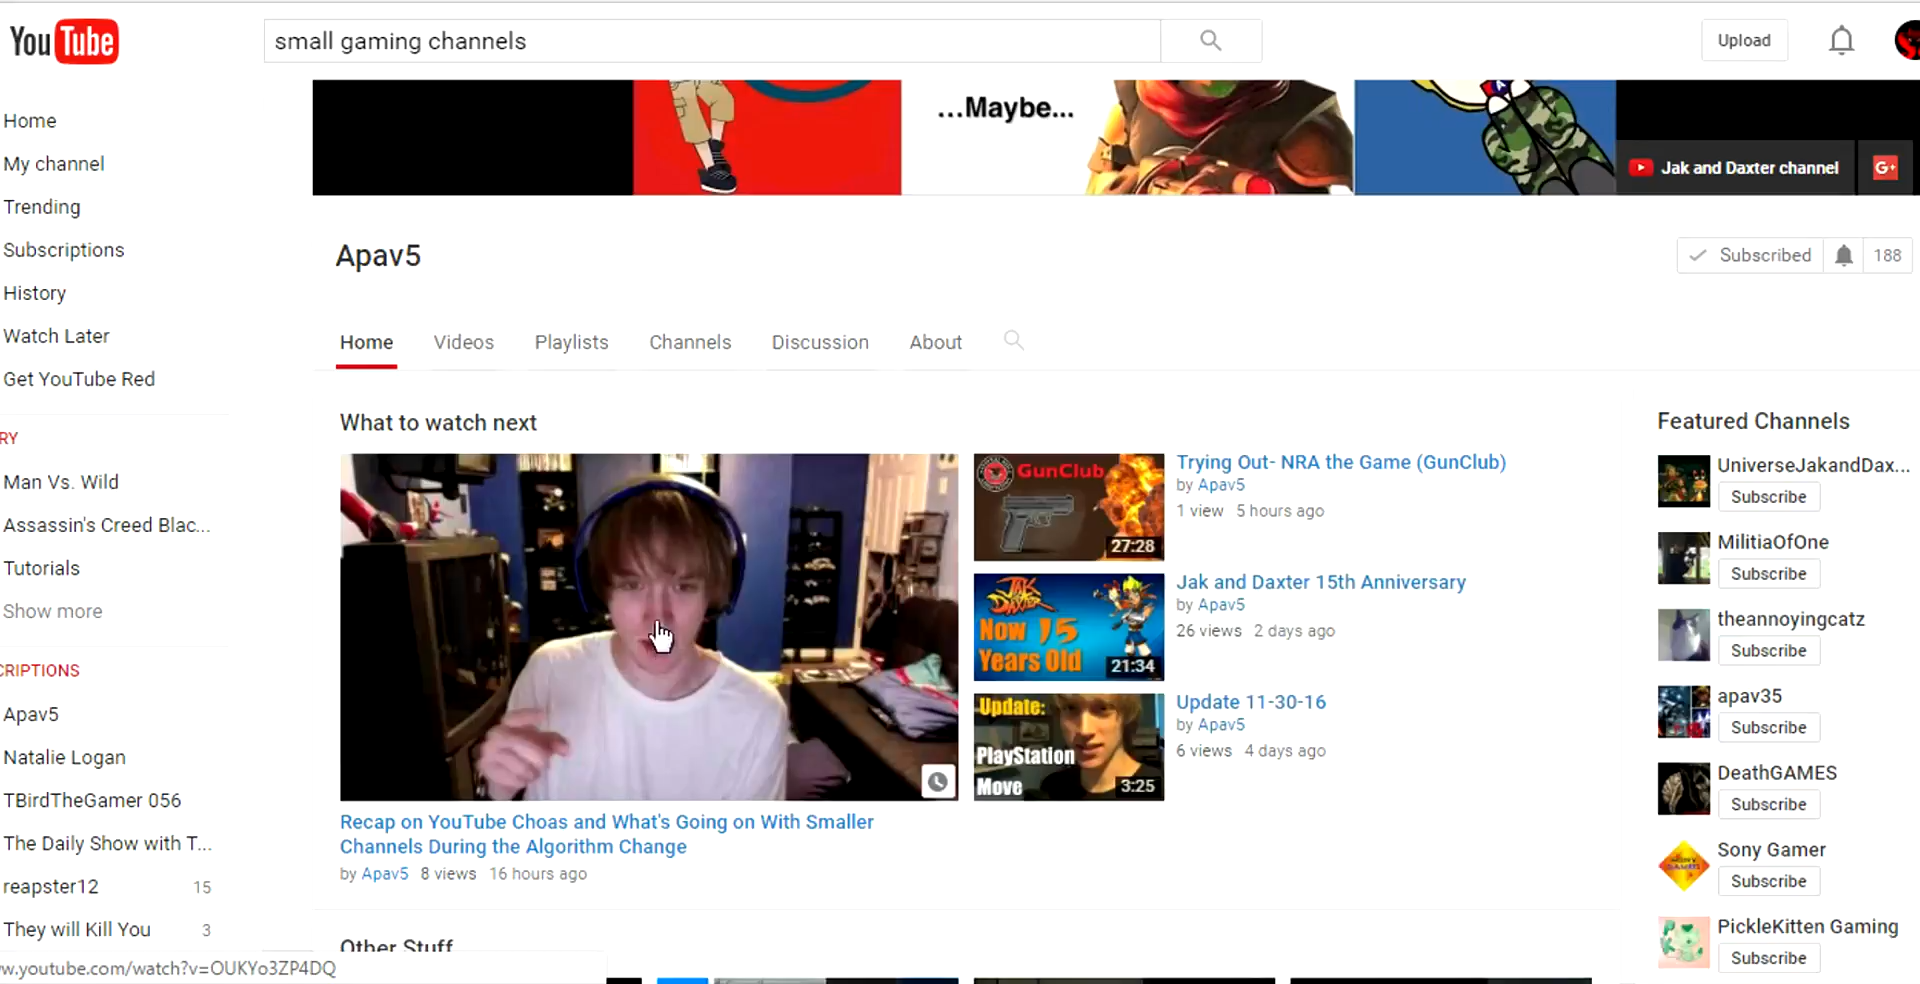 YouTube
small gaming channels
Upload
Home
My channel
Trending
Subscriptions
History
Watch Later
Get YouTube Red
RY
Man Vs. Wild
Assassin's Creed Blac...
Tutorials
Show more
CRIPTIONS
Apav5
Natalie Logan
TBirdTheGamer 056
The Daily Show with T...
reapster12 15
They will Kill You 3
w.youtube.com/watch?v=OUKYo3ZP4DQ
...Maybe...
Jak and Daxter channel
G+
Apav5
Subscribed 188
Home Videos Playlists Channels Discussion About
What to watch next
Recap on YouTube Choas and What's Going on With Smaller
Channels During the Algorithm Change
by Apav5 8 views 16 hours ago
GunClub
27:28
Trying Out- NRA the Game (GunClub)
by Apav5
1 view 5 hours ago
JAK
DAXTER
Now 15
Years Old
21:34
Jak and Daxter 15th Anniversary
by Apav5
26 views 2 days ago
Update:
PlayStation
Move
3:25
Update 11-30-16
by Apav5
6 views 4 days ago
Other Stuff
Featured Channels
UniverseJakandDax...
Subscribe
MilitiaOfOne
Subscribe
theannoyingcatz
Subscribe
apav35
Subscribe
DeathGAMES
Subscribe
Sony Gamer
Subscribe
PickleKitten Gaming
Subscribe